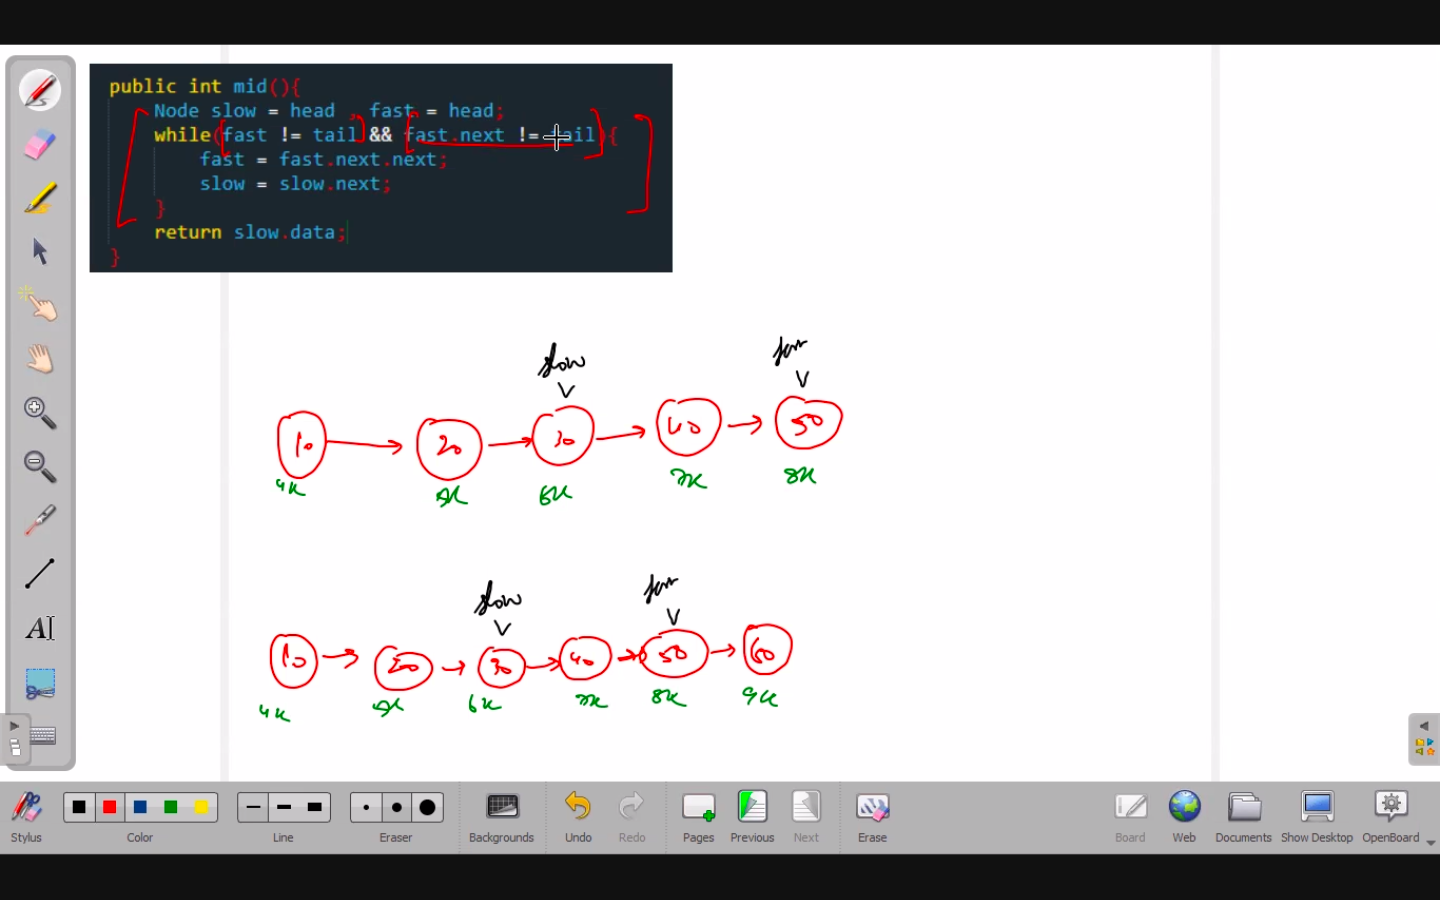 public int mid(){
Node slow = head , fast = head;
while(fast != tail && fast.next != tail){
fast = fast.next.next;
slow = slow.next;
}
return slow.data;
}
slow
10 20 30 40 50
4K 5K 6K 7K 8K
slow
10 20 30 40 50 60
4K 5K 6K 7K 8K 9K
AI
Stylus Color Line Eraser Backgrounds Undo Redo Pages Previous Next Erase Board Web Documents Show Desktop OpenBoard